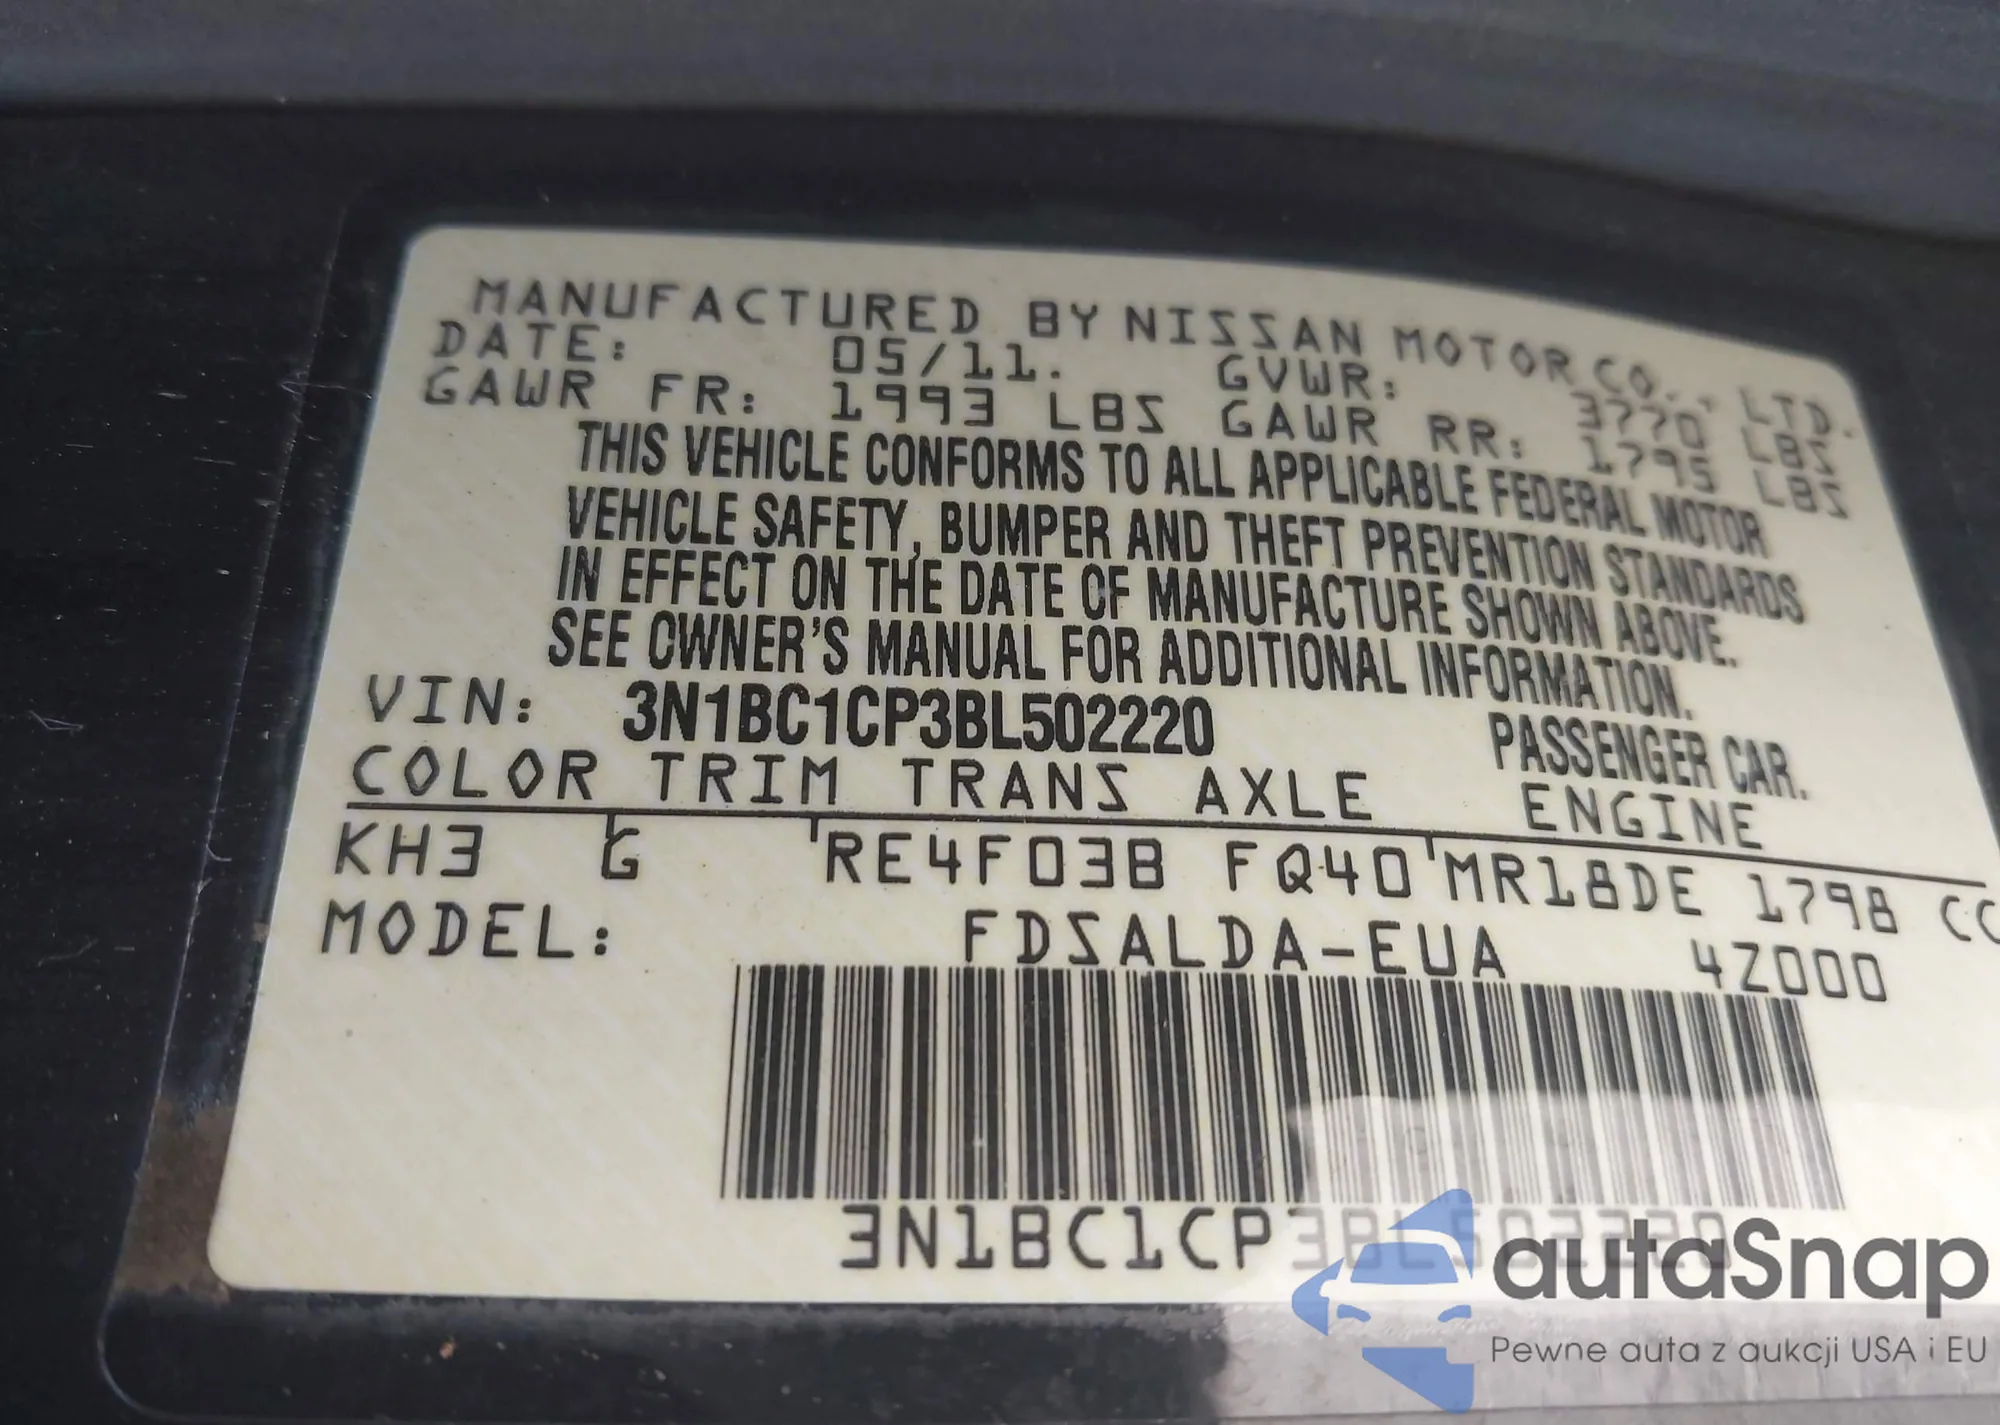 MANUFACTURED BY NISSAN MOTOR CO., LTD.
DATE: 05/11. GVWR: 3770 LBS
GAWR FR: 1993 LBS GAWR RR: 1795 LBS
THIS VEHICLE CONFORMS TO ALL APPLICABLE FEDERAL MOTOR
VEHICLE SAFETY, BUMPER AND THEFT PREVENTION STANDARDS
IN EFFECT ON THE DATE OF MANUFACTURE SHOWN ABOVE.
SEE OWNER'S MANUAL FOR ADDITIONAL INFORMATION.
VIN: 3N1BC1CP3BL502220 PASSENGER CAR.
COLOR TRIM TRANS AXLE ENGINE
KH3 G RE4F03B FQ40 MR18DE 1798 CC
MODEL: FDSALDA-EUA 4Z000
3N1BC1CP3BL502220
autaSnap
Pewne auta z aukcji USA i EU